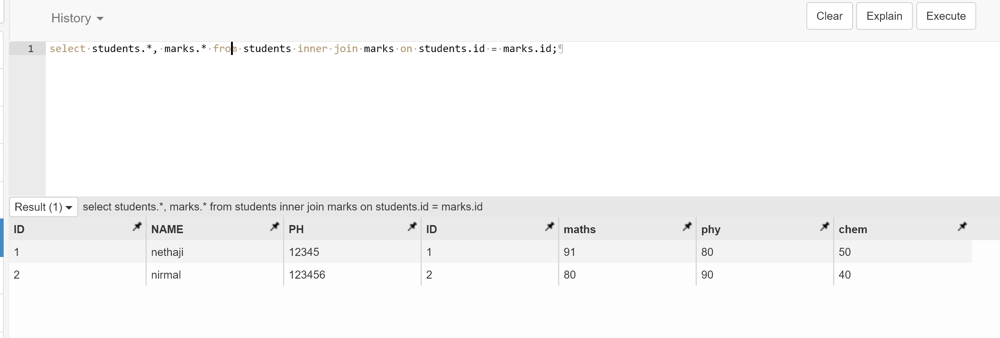 History
Clear Explain Execute
1 select students.*, marks.* from students inner join marks on students.id = marks.id;¶
Result (1) select students.*, marks.* from students inner join marks on students.id = marks.id
ID NAME PH ID maths phy chem
1 nethaji 12345 1 91 80 50
2 nirmal 123456 2 80 90 40